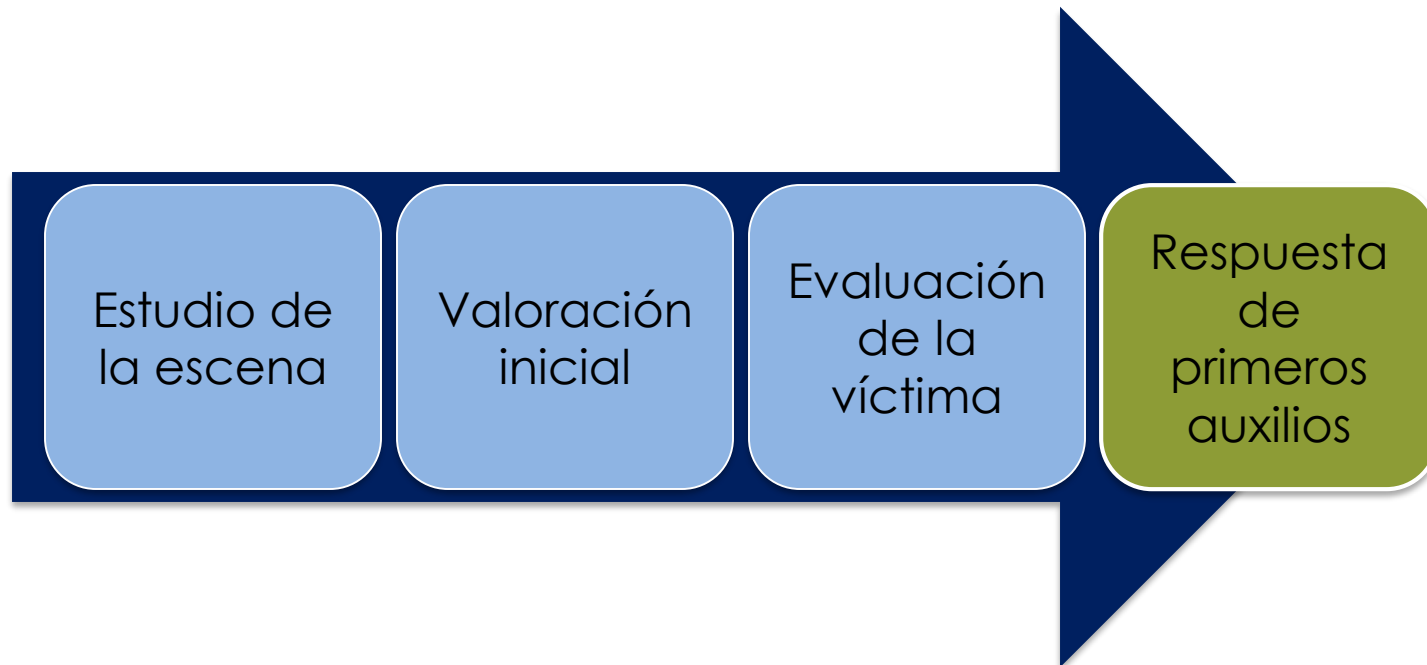 Estudio de
la escena
Valoración
inicial
Evaluación
de la
víctima
Respuesta
de
primeros
auxilios